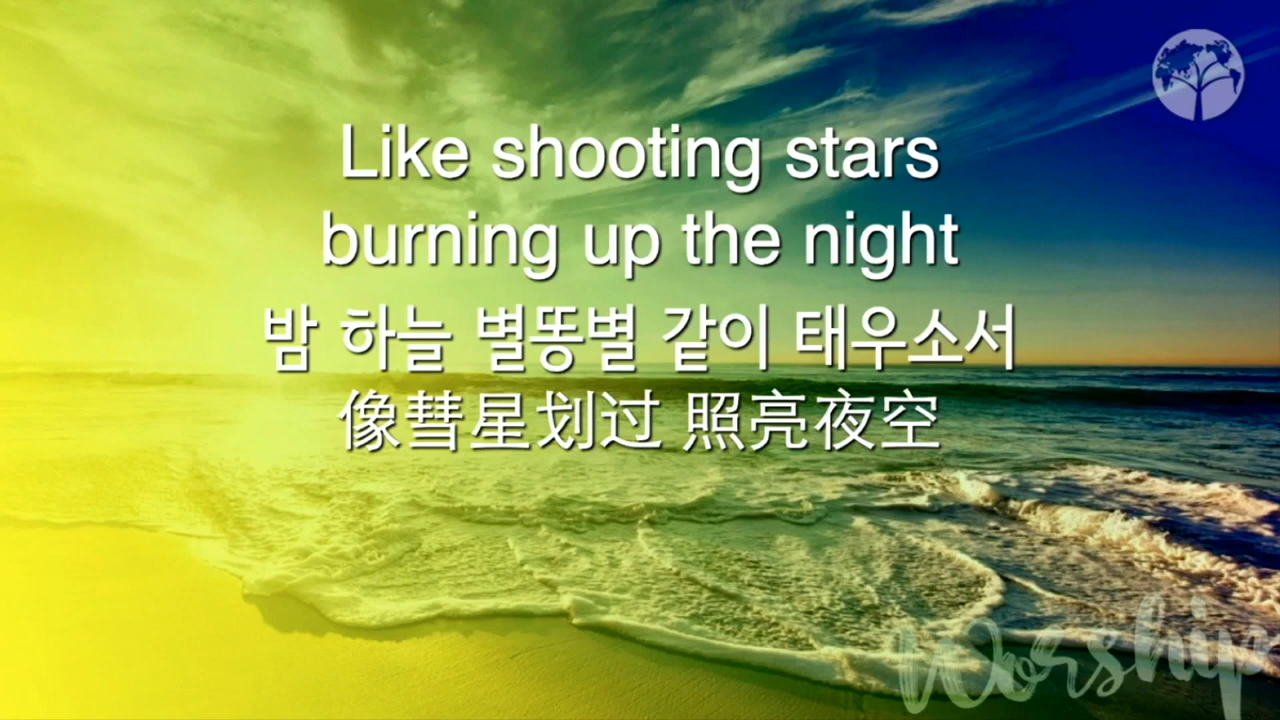 Like shooting stars
burning up the night
밤 하늘 별똥별 같이 태우소서
像彗星划过 照亮夜空
Worship